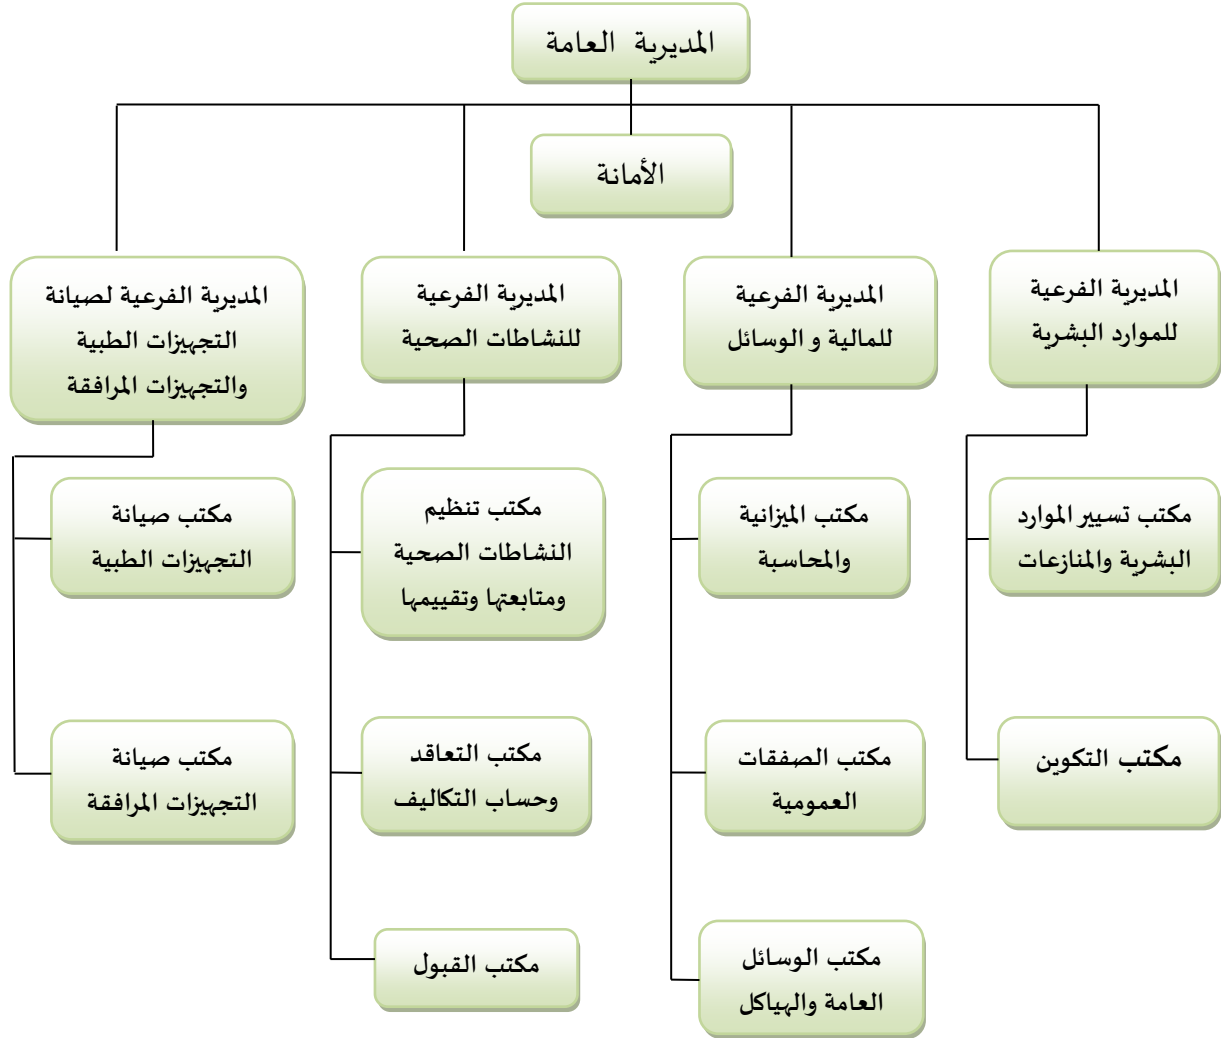 المديرية العامة
الأمانة
المديرية الفرعية
للموارد البشرية
المديرية الفرعية
للمالية و الوسائل
المديرية الفرعية
للنشاطات الصحية
المديرية الفرعية لصيانة
التجهيزات الطبية
والتجهيزات المرافقة
مكتب تسيير الموارد
البشرية والمنازعات
مكتب الميزانية
والمحاسبة
مكتب تنظيم
النشاطات الصحية
ومتابعتها وتقييمها
مكتب صيانة
التجهيزات الطبية
مكتب التكوين
مكتب الصفقات
العمومية
مكتب التعاقد
وحساب التكاليف
مكتب صيانة
التجهيزات المرافقة
مكتب الوسائل
العامة والهياكل
مكتب القبول